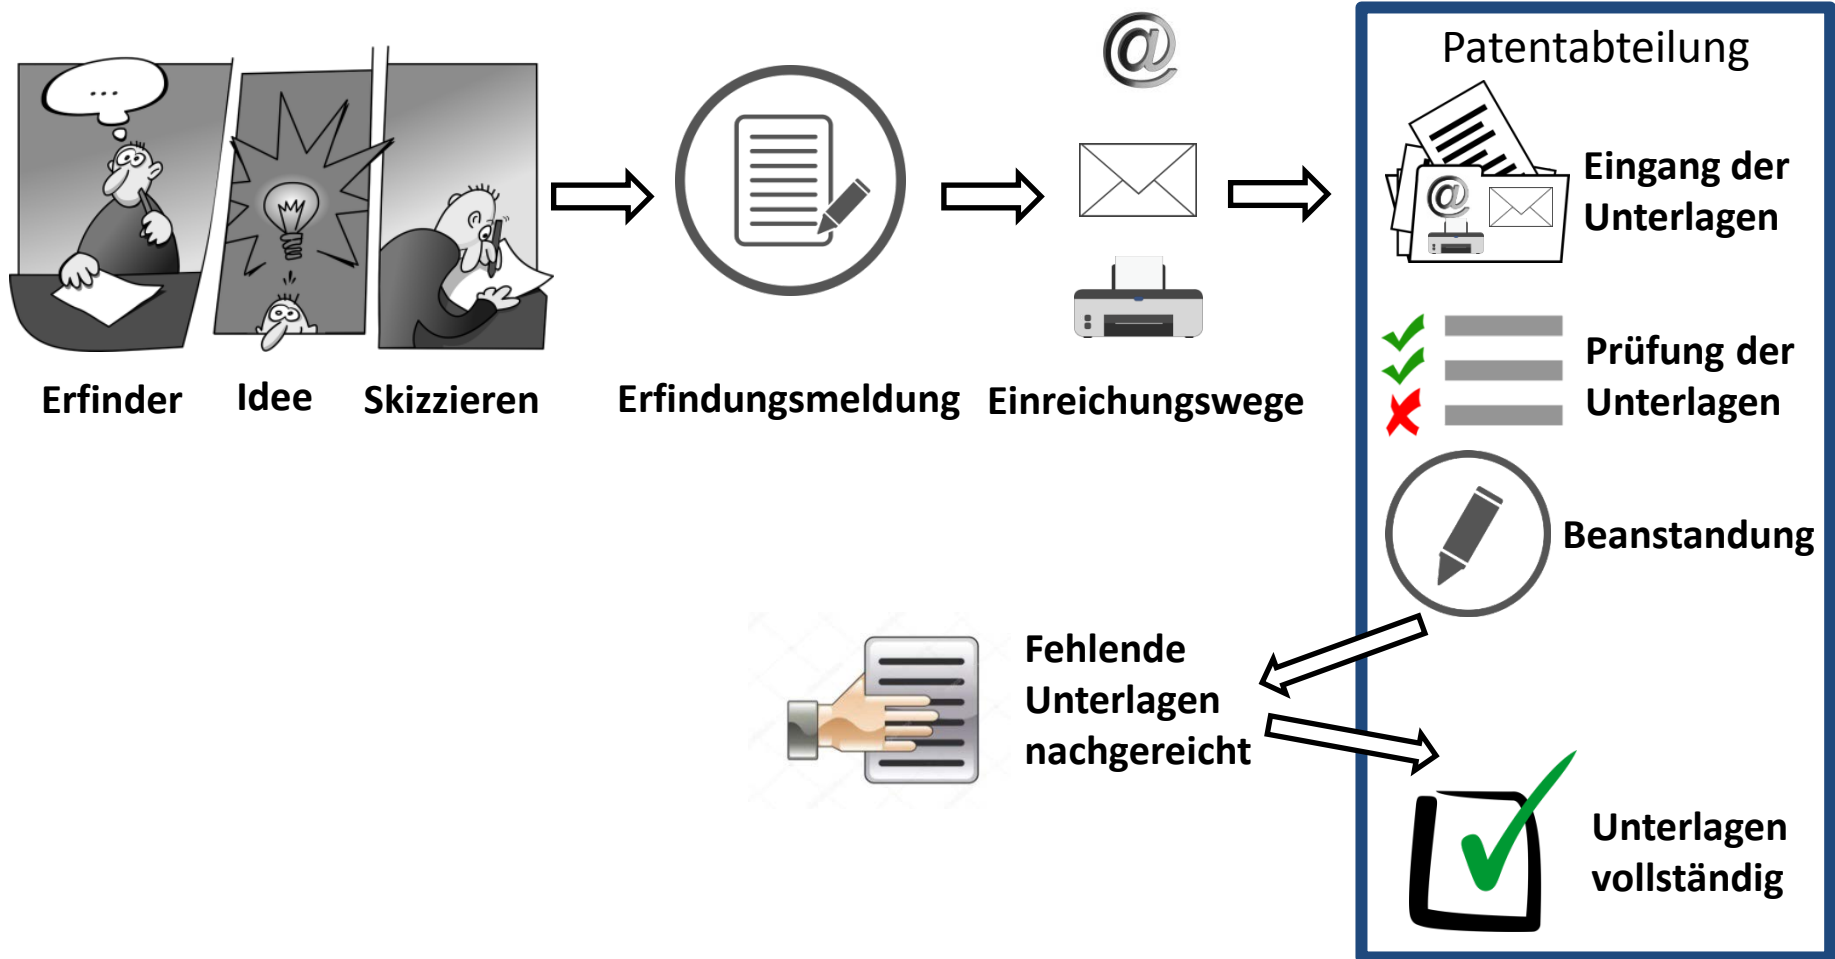 Patentabteilung
...
@
Eingang der
Unterlagen
@
Prüfung der
Unterlagen
Erfinder
Idee
Skizzieren
Erfindungsmeldung
Einreichungswege
Beanstandung
Fehlende
Unterlagen
nachgereicht
Unterlagen
vollständig